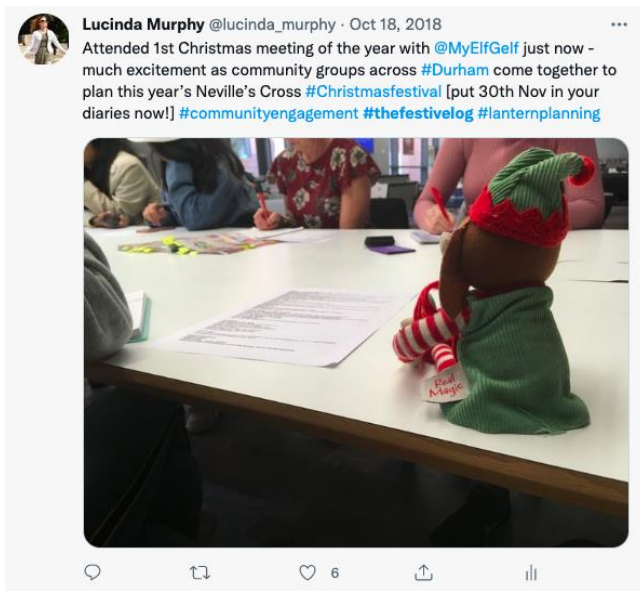 Lucinda Murphy @lucinda_murphy · Oct 18, 2018
Attended 1st Christmas meeting of the year with @MyElfGelf just now -
much excitement as community groups across #Durham come together to
plan this year's Neville's Cross #Christmasfestival [put 30th Nov in your
diaries now!] #communityengagement #thefestivelog #lanternplanning
Real
Magic
6